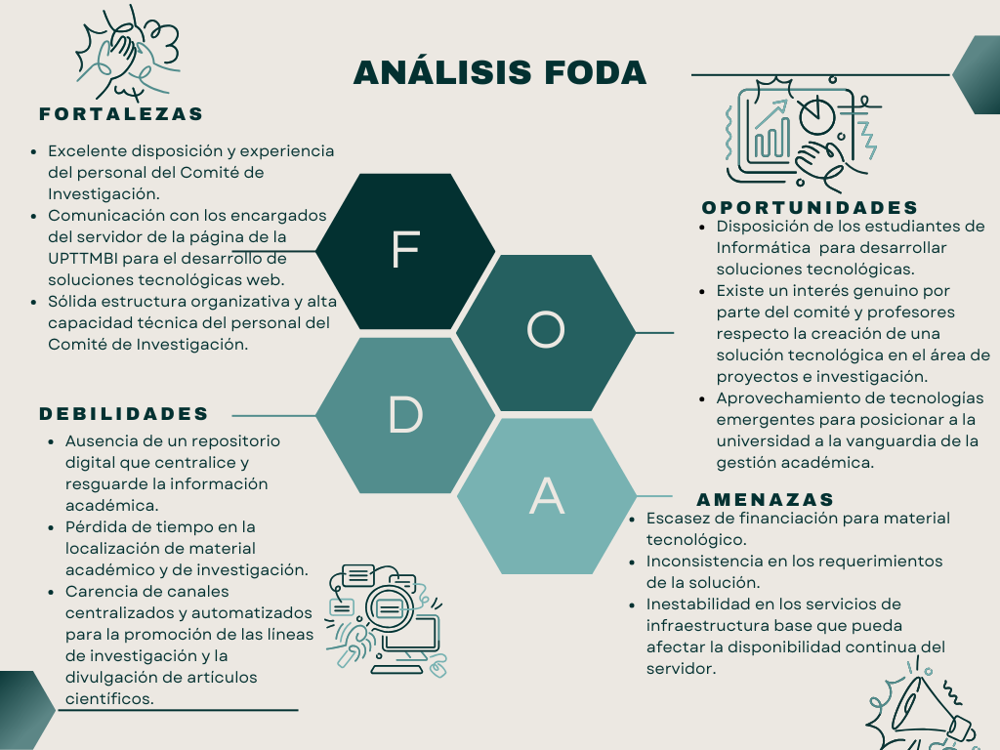 ANÁLISIS FODA
FORTALEZAS
• Excelente disposición y experiencia
del personal del Comité de
Investigación.
• Comunicación con los encargados
del servidor de la página de la
UPTTMBI para el desarrollo de
soluciones tecnológicas web.
• Sólida estructura organizativa y alta
capacidad técnica del personal del
Comité de Investigación.
F
O
D
A
OPORTUNIDADES
• Disposición de los estudiantes de
Informática para desarrollar
soluciones tecnológicas.
• Existe un interés genuino por
parte del comité y profesores
respecto la creación de una
solución tecnológica en el área de
proyectos e investigación.
• Aprovechamiento de tecnologías
emergentes para posicionar a la
universidad a la vanguardia de la
gestión académica.
DEBILIDADES
• Ausencia de un repositorio
digital que centralice y
resguarde la información
académica.
• Pérdida de tiempo en la
localización de material
académico y de investigación.
• Carencia de canales
centralizados y automatizados
para la promoción de las líneas
de investigación y la
divulgación de artículos
científicos.
AMENAZAS
• Escasez de financiación para material
tecnológico.
• Inconsistencia en los requerimientos
de la solución.
• Inestabilidad en los servicios de
infraestructura base que pueda
afectar la disponibilidad continua del
servidor.